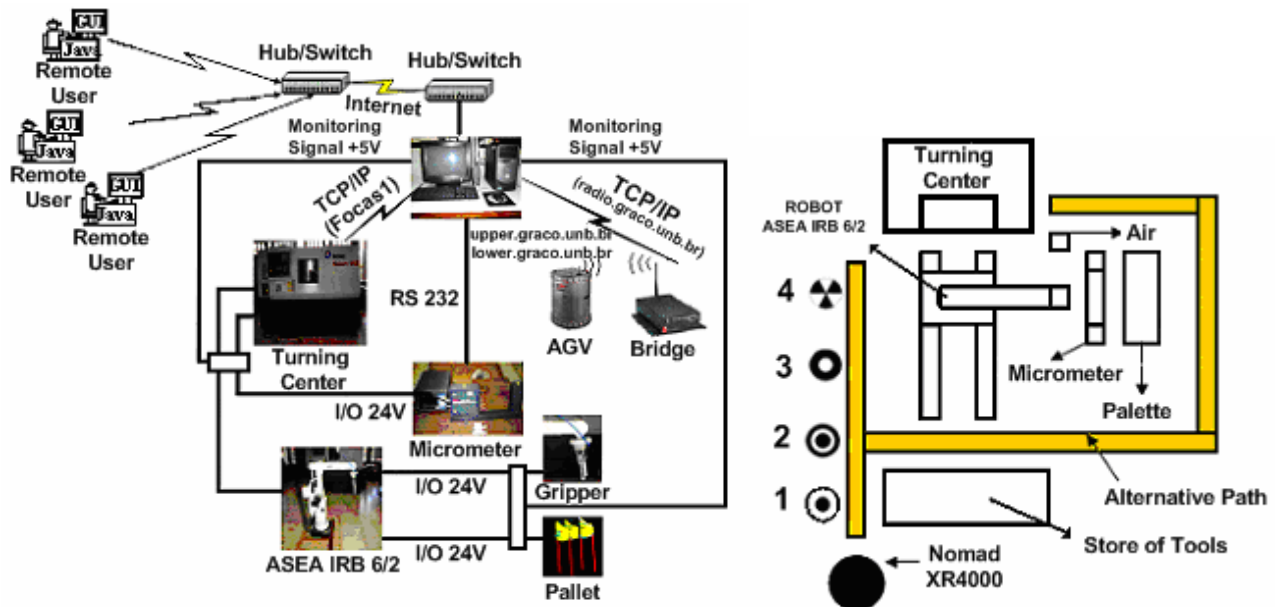 GUI
Java
Remote
User
GUI
Java
Remote
User
GUI
Java
Remote
User
Hub/Switch
Hub/Switch
Internet
Monitoring
Signal +5V
Monitoring
Signal +5V
TCP/IP
(Focas1)
TCP/IP
(radio.graco.unb.br)
upper.graco.unb.br
lower.graco.unb.br
RS 232
AGV
Bridge
Turning
Center
I/O 24V
Micrometer
I/O 24V
Gripper
I/O 24V
ASEA IRB 6/2
Pallet
Turning
Center
ROBOT
ASEA IRB 6/2
Air
4
3
Micrometer
Palette
2
1
Alternative Path
Store of Tools
Nomad
XR4000